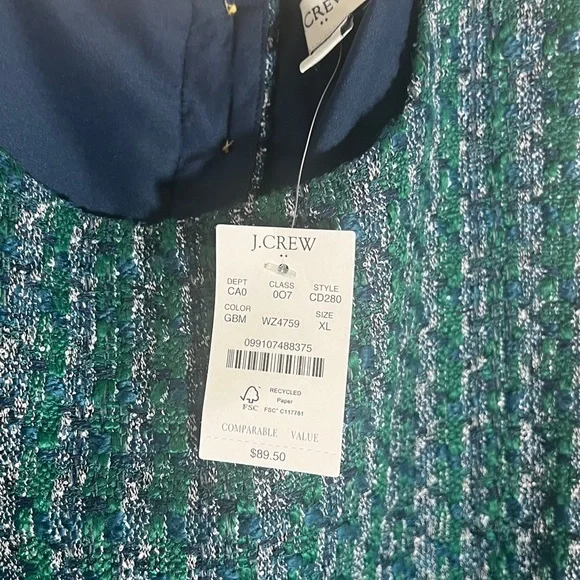 CREW
J.CREW
DEPT CLASS STYLE
CA0 0O7 CD280
COLOR SIZE
GBM WZ4759 XL
099107488375
RECYCLED
Paper
FSC FSC® C117781
COMPARABLE VALUE
$89.50